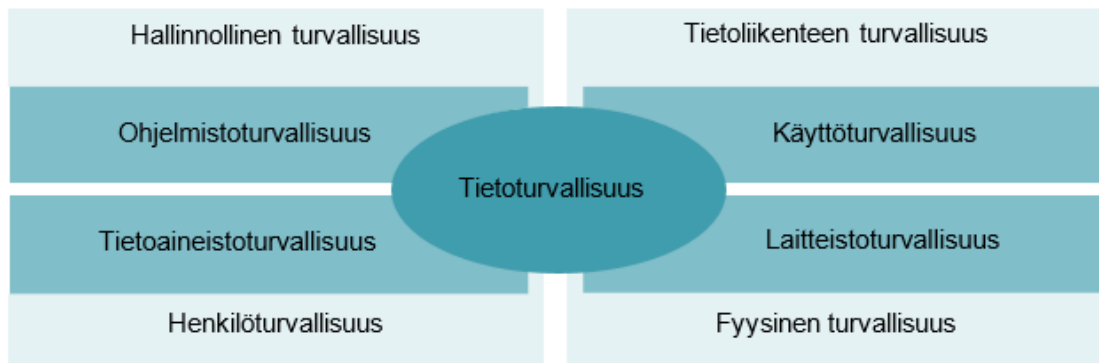 Hallinnollinen turvallisuus
Tietoliikenteen turvallisuus
Ohjelmistoturvallisuus
Käyttöturvallisuus
Tietoturvallisuus
Tietoaineistoturvallisuus
Laitteistoturvallisuus
Henkilöturvallisuus
Fyysinen turvallisuus